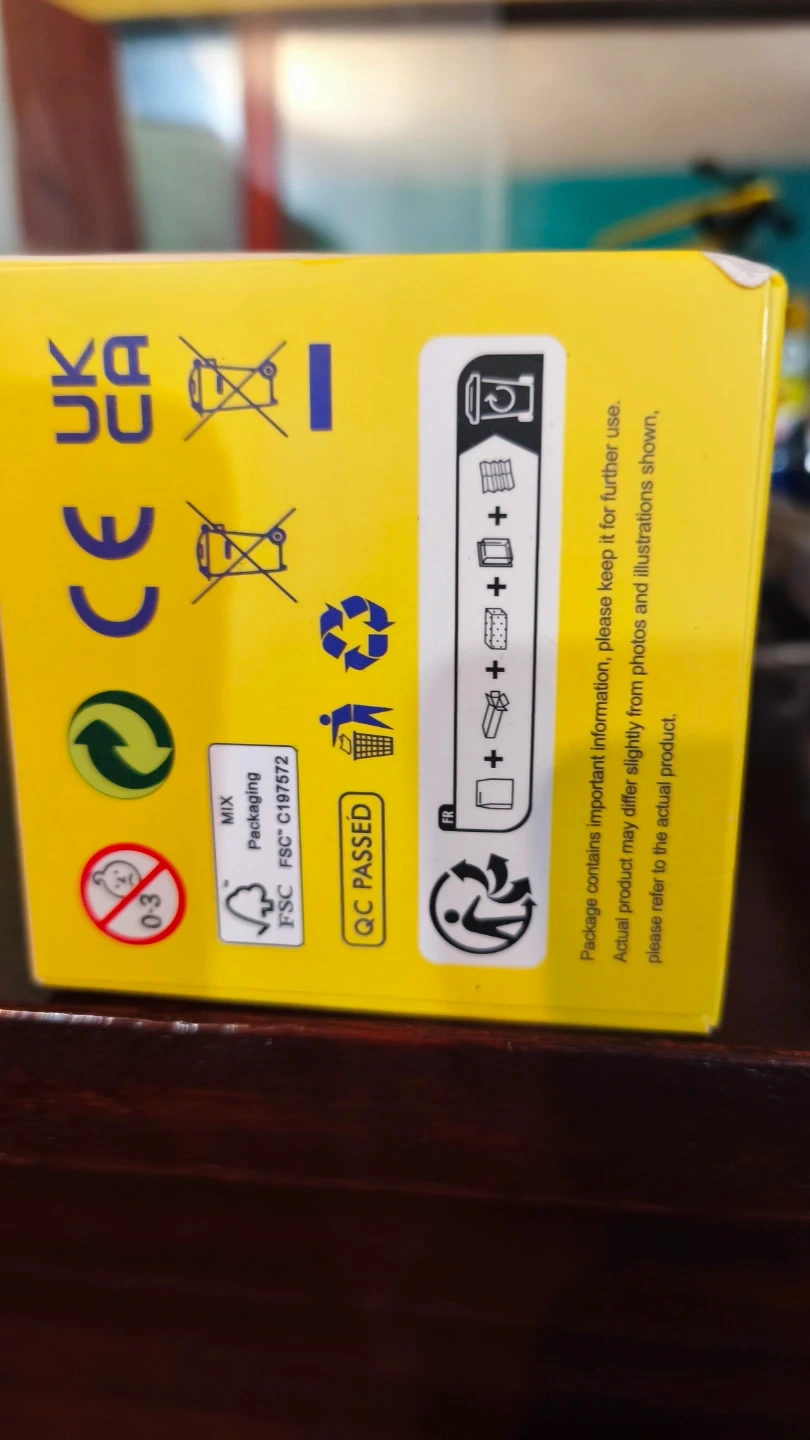 0-3
CE
UK
CA
FSC
MIX
Packaging
FSC™ C197572
QC PASSED
FR
Package contains important information, please keep it for further use.
Actual product may differ slightly from photos and illustrations shown,
please refer to the actual product.